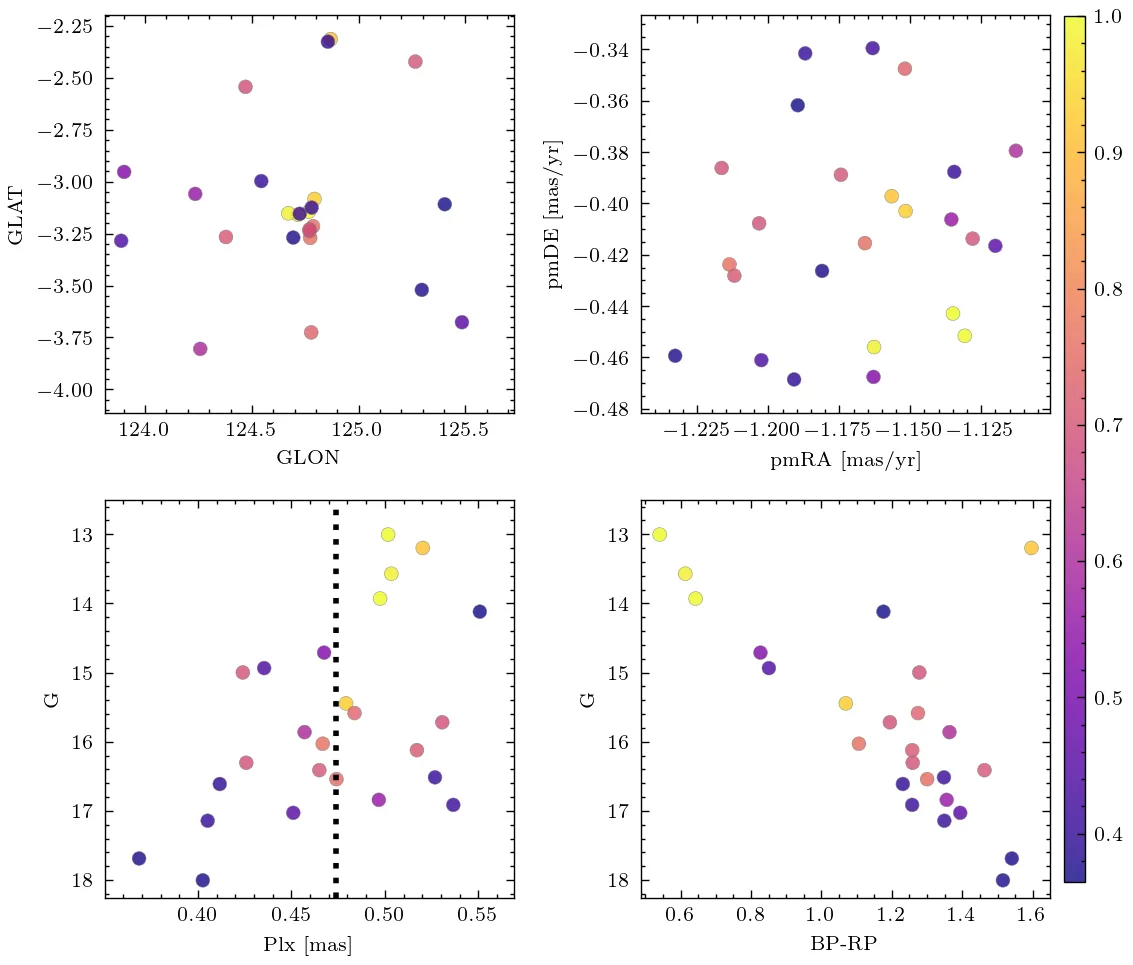 −2.25
−2.50
−2.75
−3.00
−3.25
−3.50
−3.75
−4.00
GLAT
124.0 124.5 125.0 125.5
GLON
−0.34
−0.36
−0.38
−0.40
−0.42
−0.44
−0.46
−0.48
pmDE [mas/yr]
−1.225 −1.200 −1.175 −1.150 −1.125
pmRA [mas/yr]
13
14
15
16
17
18
G
0.40 0.45 0.50 0.55
Plx [mas]
13
14
15
16
17
18
G
0.6 0.8 1.0 1.2 1.4 1.6
BP-RP
1.0
0.9
0.8
0.7
0.6
0.5
0.4